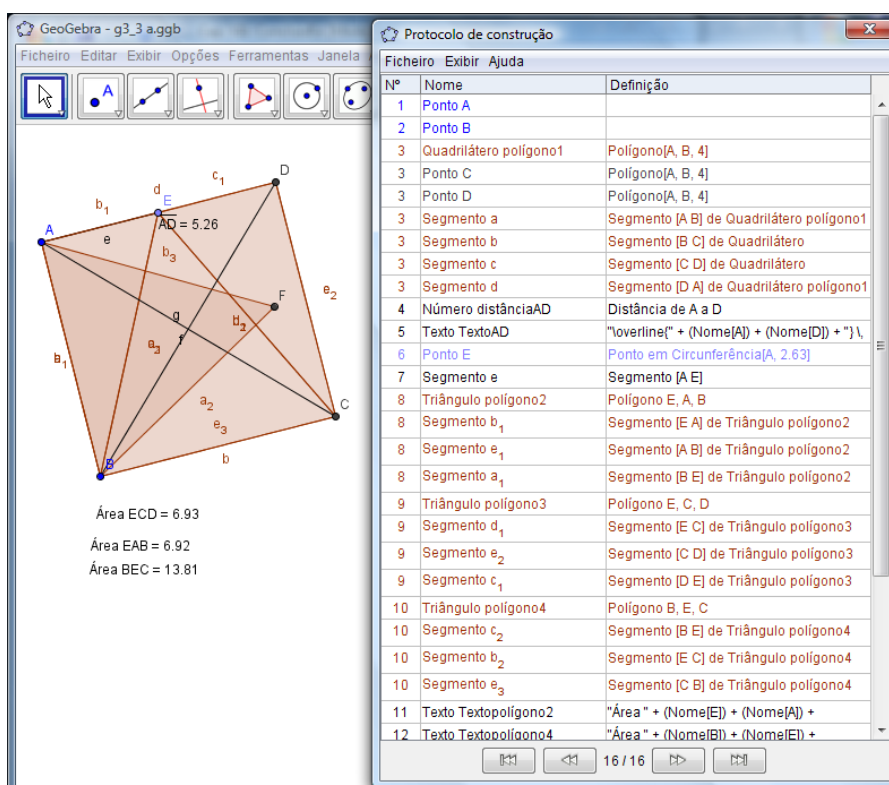 GeoGebra - g3_3 a.ggb
Ficheiro Editar Exibir Opções Ferramentas Janela
A
D
c1
d
E
b1
A
AD = 5.26
e
b3
e2
F
g
f
a3
a2
C
e3
b
B
Área ECD = 6.93
Área EAB = 6.92
Área BEC = 13.81
Protocolo de construção
Ficheiro Exibir Ajuda
Nº Nome Definição
1 Ponto A
2 Ponto B
3 Quadrilátero polígono1 Polígono[A, B, 4]
3 Ponto C Polígono[A, B, 4]
3 Ponto D Polígono[A, B, 4]
3 Segmento a Segmento [A B] de Quadrilátero polígono1
3 Segmento b Segmento [B C] de Quadrilátero
3 Segmento c Segmento [C D] de Quadrilátero
3 Segmento d Segmento [D A] de Quadrilátero polígono1
4 Número distânciaAD Distância de A a D
5 Texto TextoAD "\overline{" + (Nome[A]) + (Nome[D]) + "} \,
6 Ponto E Ponto em Circunferência[A, 2.63]
7 Segmento e Segmento [A E]
8 Triângulo polígono2 Polígono E, A, B
8 Segmento b1 Segmento [E A] de Triângulo polígono2
8 Segmento e1 Segmento [A B] de Triângulo polígono2
8 Segmento a1 Segmento [B E] de Triângulo polígono2
9 Triângulo polígono3 Polígono E, C, D
9 Segmento d1 Segmento [E C] de Triângulo polígono3
9 Segmento e2 Segmento [C D] de Triângulo polígono3
9 Segmento c1 Segmento [D E] de Triângulo polígono3
10 Triângulo polígono4 Polígono B, E, C
10 Segmento c2 Segmento [B E] de Triângulo polígono4
10 Segmento b2 Segmento [E C] de Triângulo polígono4
10 Segmento e3 Segmento [C B] de Triângulo polígono4
11 Texto Textopolígono2 "Área " + (Nome[E]) + (Nome[A]) +
12 Texto Textopolígono4 "Área " + (Nome[B]) + (Nome[E]) +
16 / 16